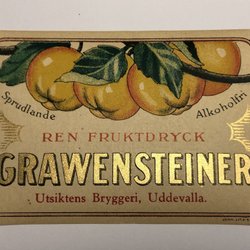 Sprudlande Alkoholfri
REN FRUKTDRYCK
GRAWENSTEINER
Utsiktens Bryggeri, Uddevalla.